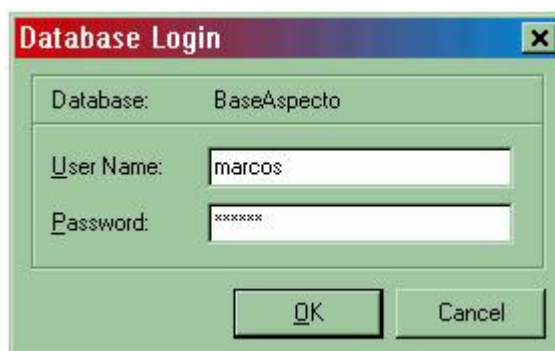 Database Login
Database: BaseAspecto
User Name: marcos
Password: ******
OK Cancel